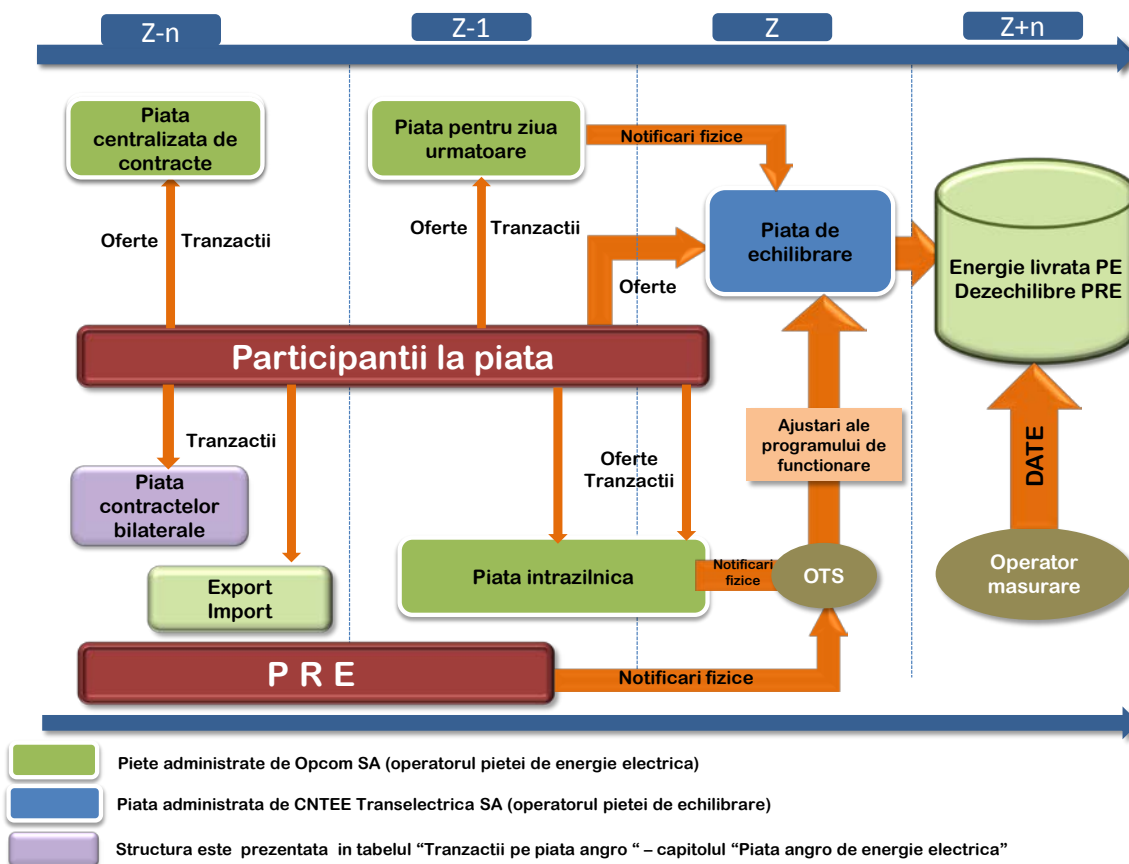 Z-n
Z-1
Z
Z+n
Piata
centralizata de
contracte
Piata pentru ziua
urmatoare
Notificari fizice
Piata de
echilibrare
Energie livrata PE
Dezechilibre PRE
Oferte
Tranzactii
Oferte
Tranzactii
Oferte
Participantii la piata
Tranzactii
Piata
contractelor
bilaterale
Oferte
Tranzactii
Ajustari ale
programului de
functionare
DATE
Export
Import
Piata intrazilnica
Notificari
fizice
OTS
Operator
masurare
P R E
Notificari fizice
Piete administrate de Opcom SA (operatorul pietei de energie electrica)
Piata administrata de CNTEE Transelectrica SA (operatorul pietei de echilibrare)
Structura este prezentata in tabelul “Tranzactii pe piata angro “ – capitolul “Piata angro de energie electrica”